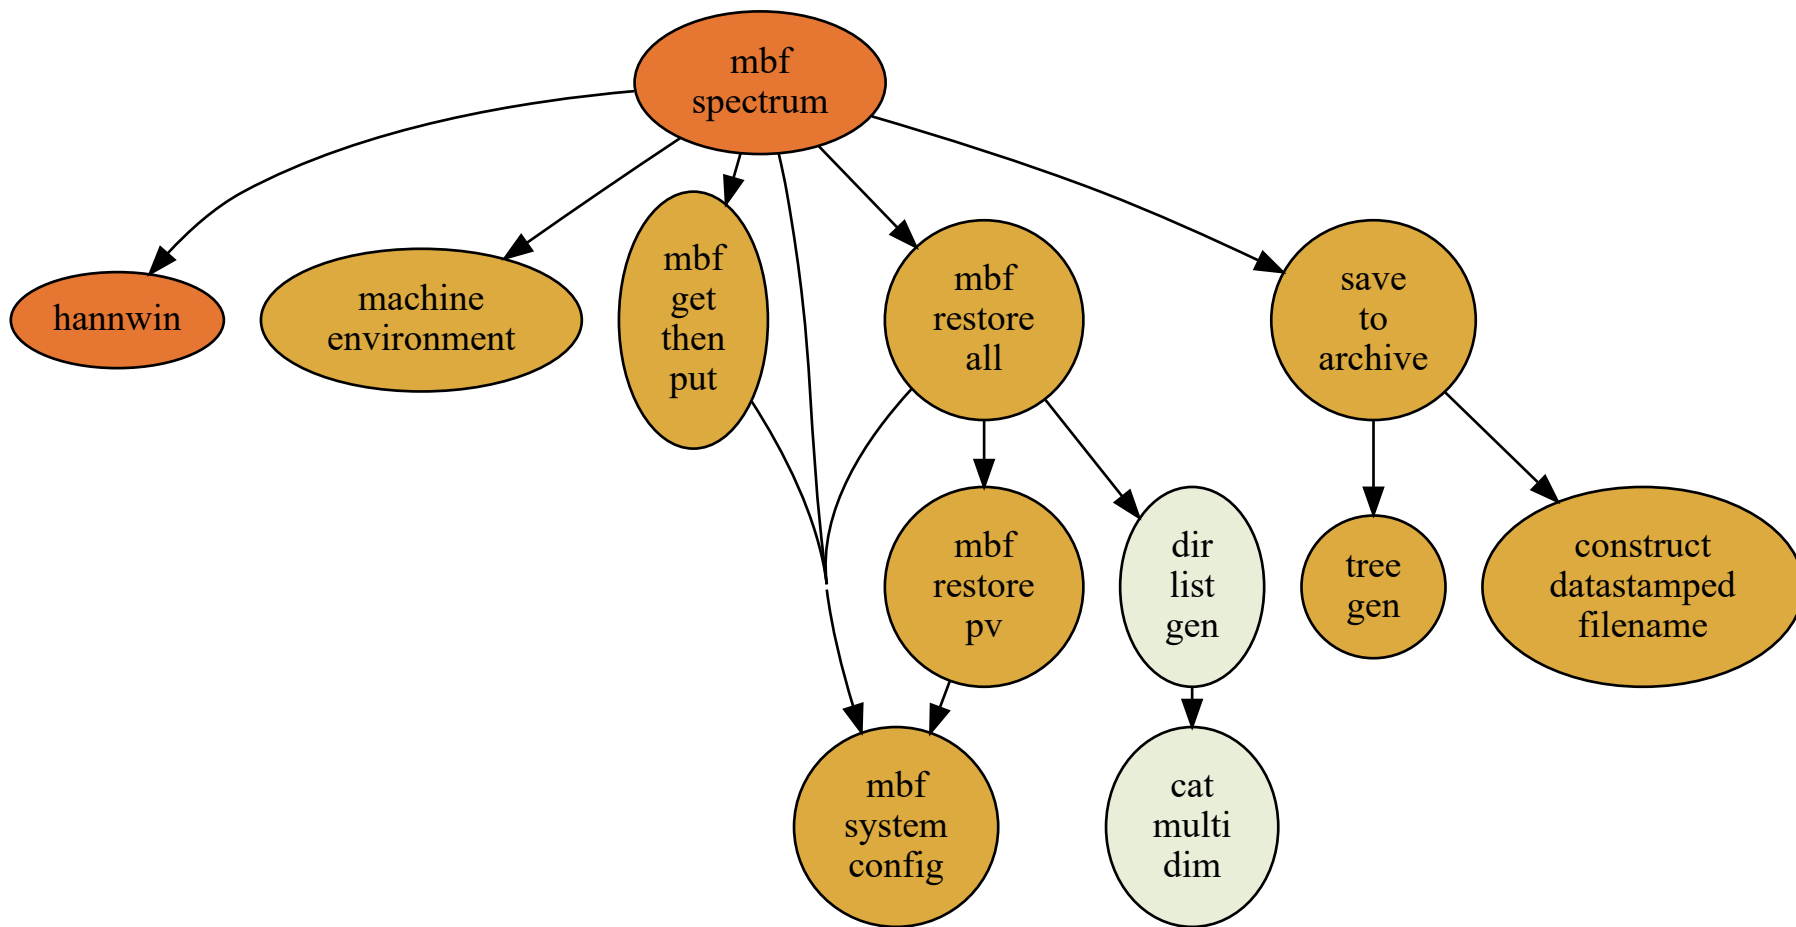 mbf
spectrum
hannwin
machine
environment
mbf
get
then
put
mbf
restore
all
save
to
archive
mbf
restore
pv
dir
list
gen
tree
gen
construct
datastamped
filename
mbf
system
config
cat
multi
dim